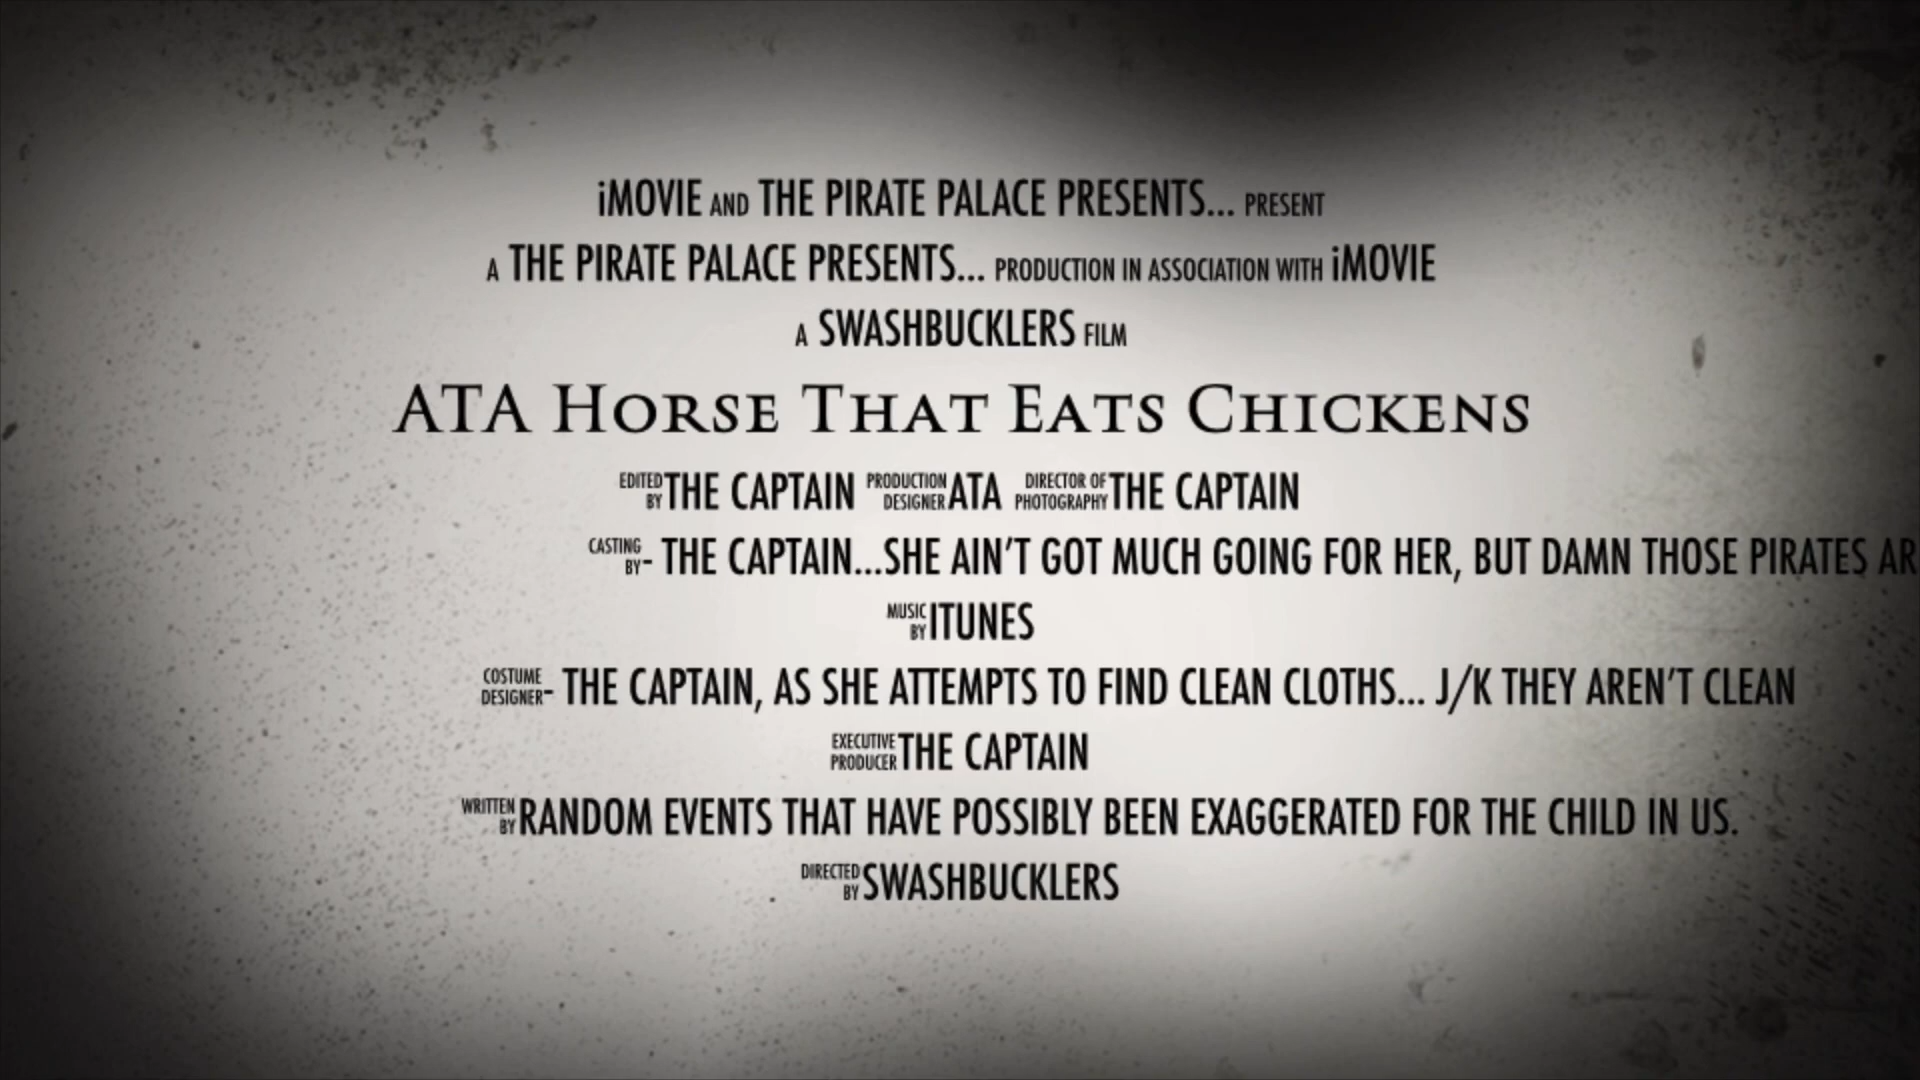 iMOVIE AND THE PIRATE PALACE PRESENTS... PRESENT
A THE PIRATE PALACE PRESENTS... PRODUCTION IN ASSOCIATION WITH iMOVIE
A SWASHBUCKLERS FILM
ATA HORSE THAT EATS CHICKENS
EDITED BY THE CAPTAIN PRODUCTION DESIGNER ATA DIRECTOR OF PHOTOGRAPHY THE CAPTAIN
CASTING BY - THE CAPTAIN...SHE AIN'T GOT MUCH GOING FOR HER, BUT DAMN THOSE PIRATES
MUSIC BY ITUNES
COSTUME DESIGNER - THE CAPTAIN, AS SHE ATTEMPTS TO FIND CLEAN CLOTHS... J/K THEY AREN'T CLEAN
EXECUTIVE PRODUCER THE CAPTAIN
WRITTEN BY RANDOM EVENTS THAT HAVE POSSIBLY BEEN EXAGGERATED FOR THE CHILD IN US.
DIRECTED BY SWASHBUCKLERS